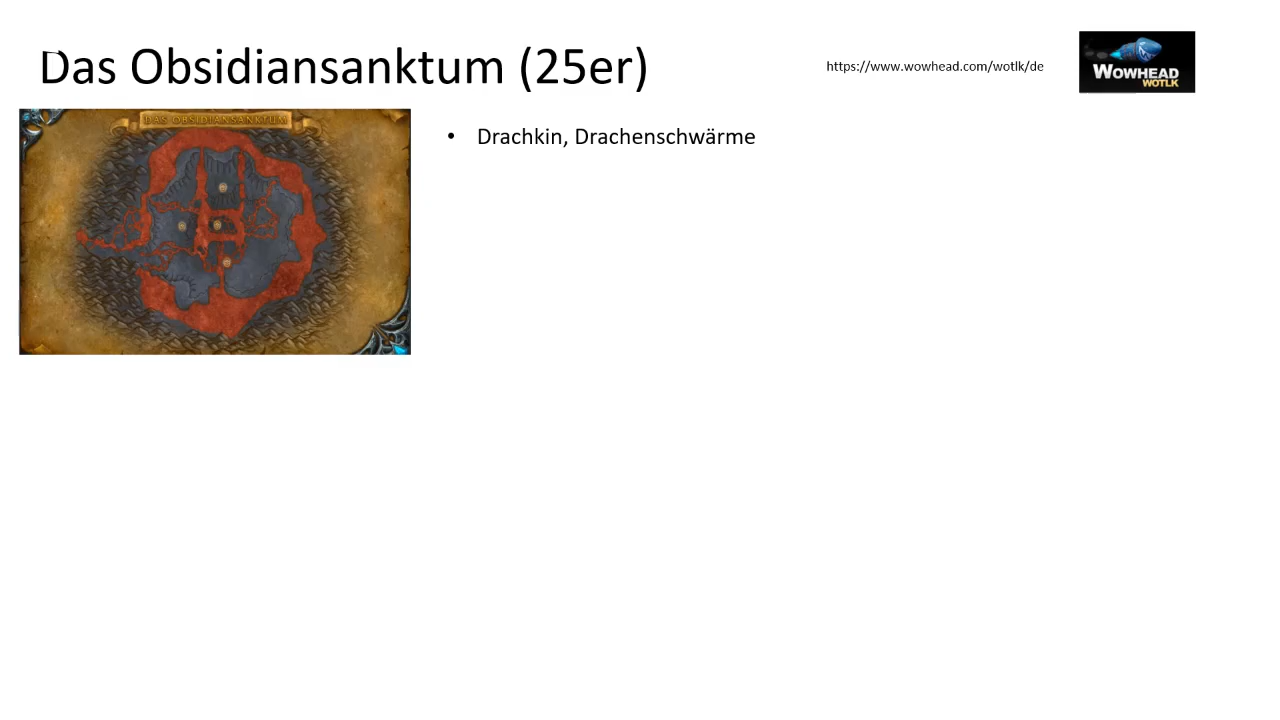 Das Obsidiansanktum (25er)
https://www.wowhead.com/wotlk/de
WOWHEAD
WOTLK
DAS OBSIDIANSANKTUM
• Drachkin, Drachenschwärme